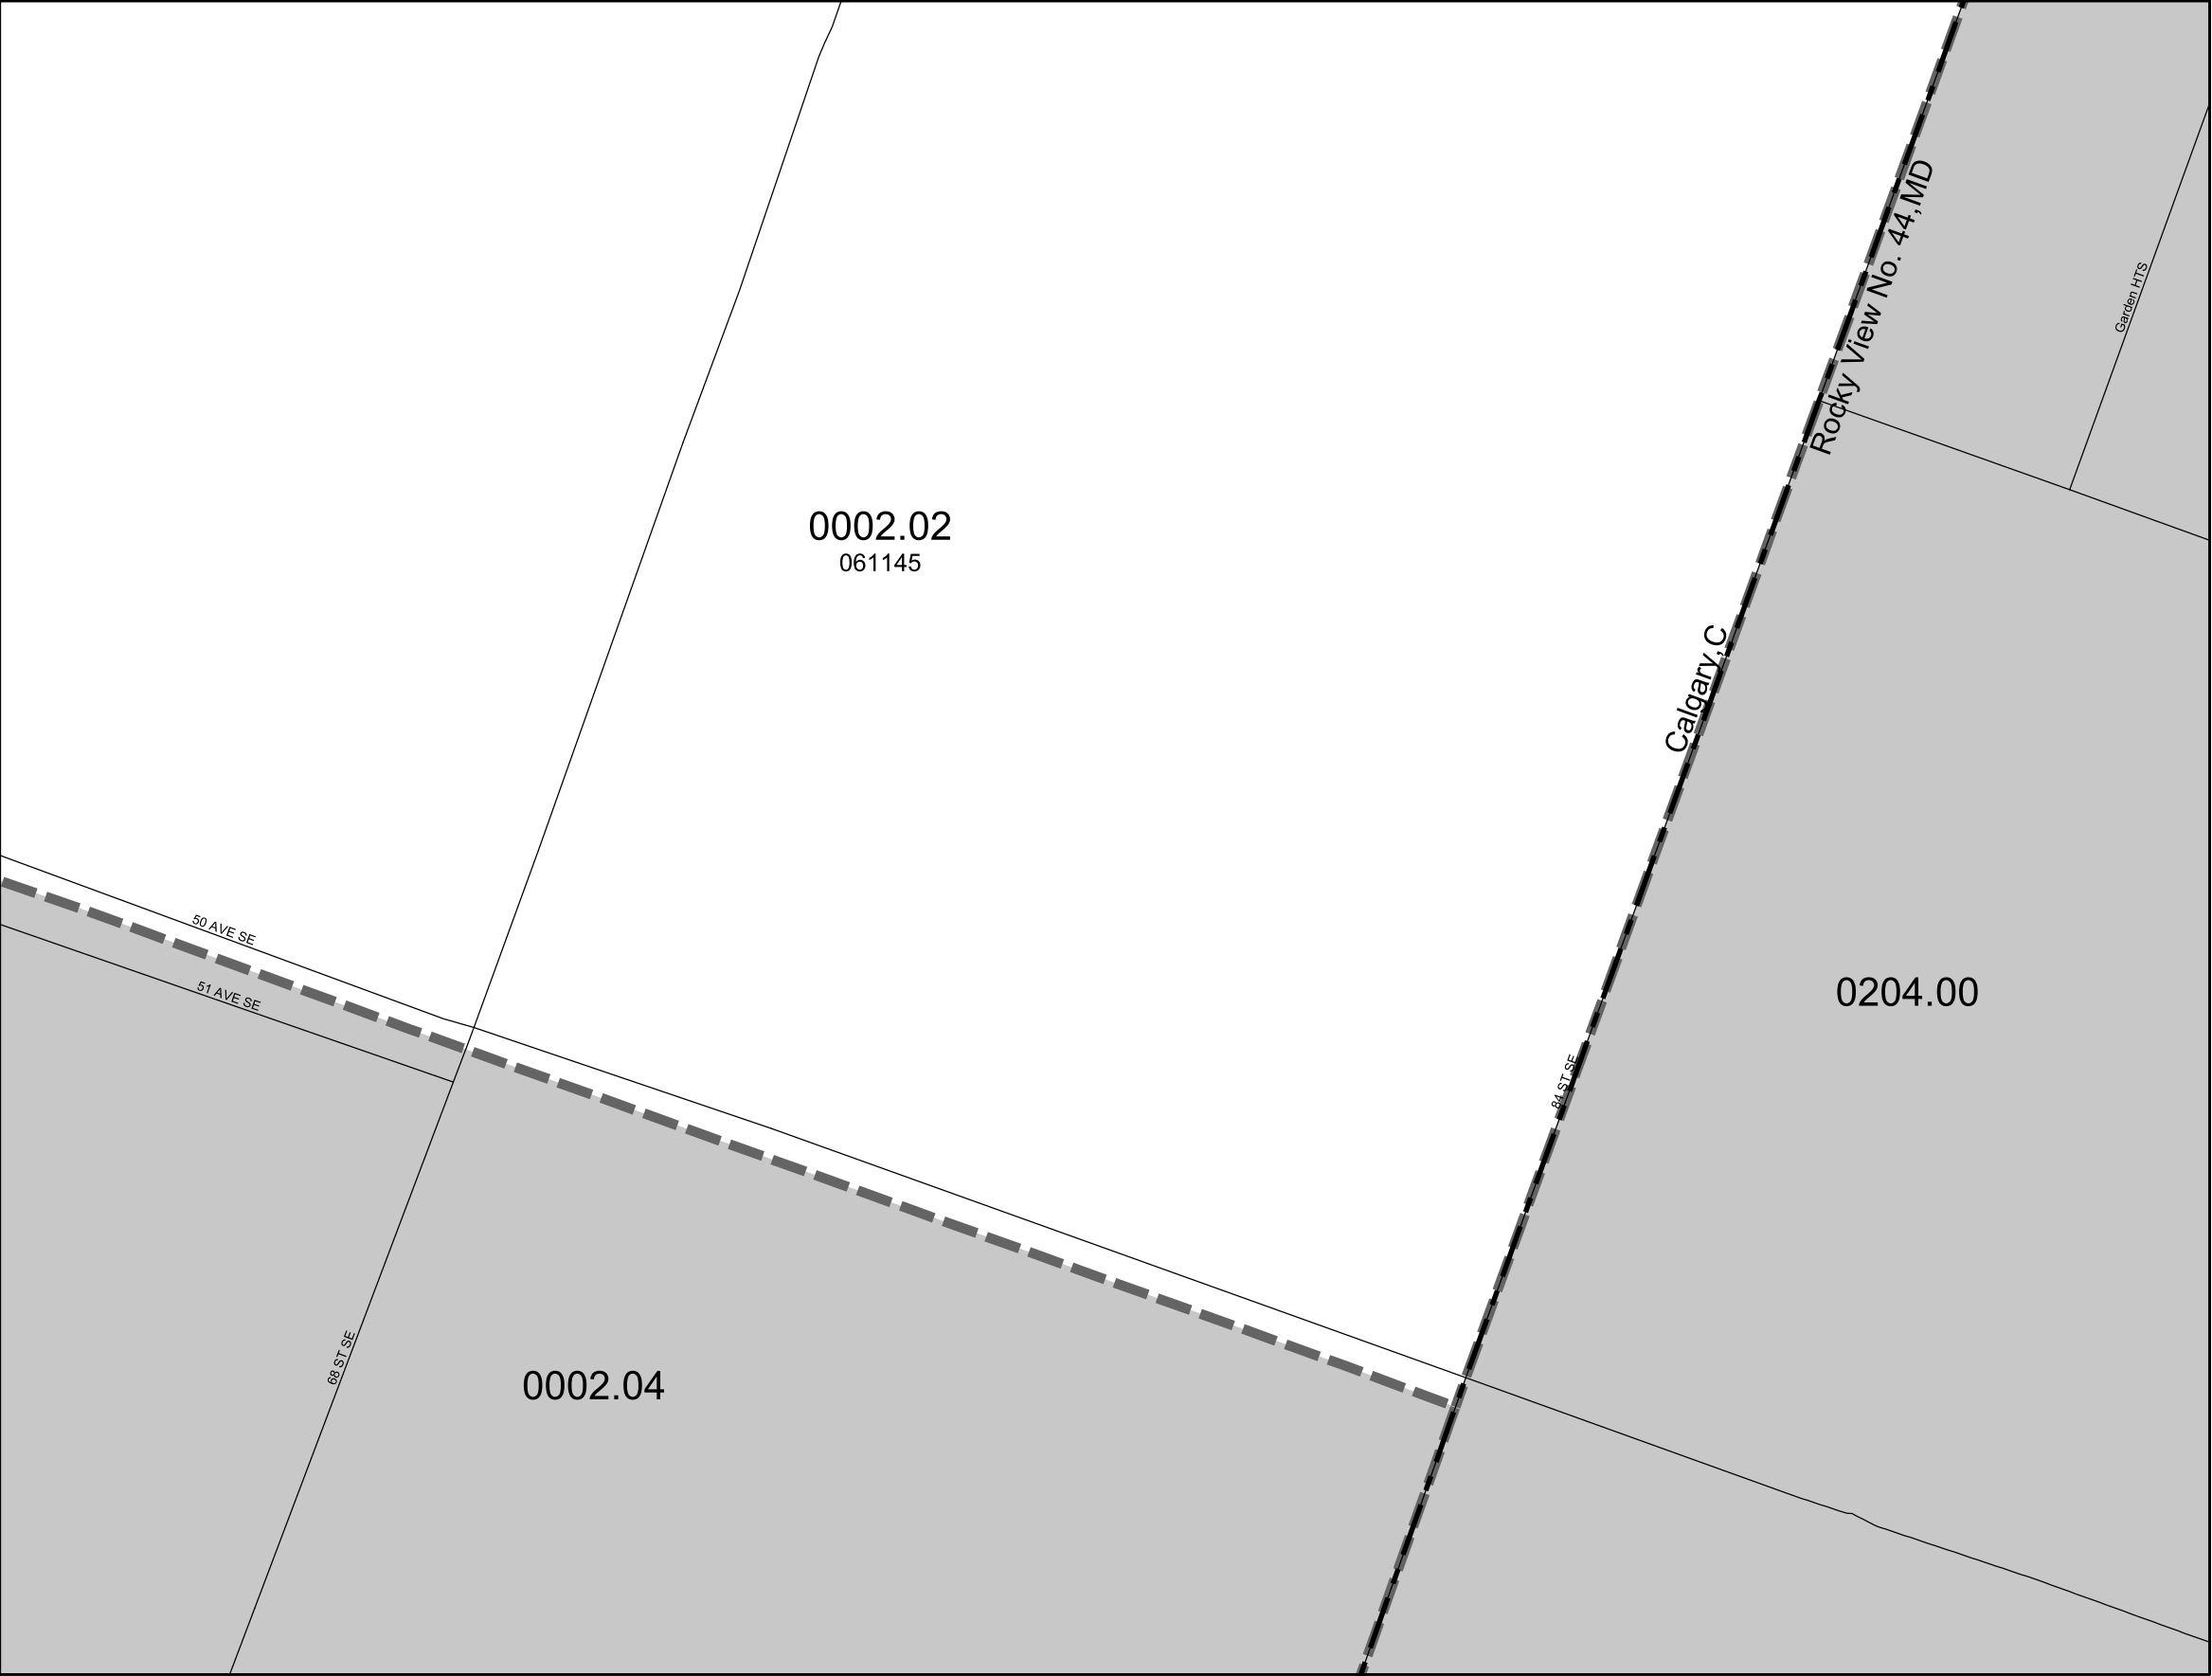 Rocky View No. 44,MD
Garden HTS
0002.02
061145
Calgary,C
50 AVE SE
51 AVE SE
0204.00
84 ST SE
68 ST SE
0002.04